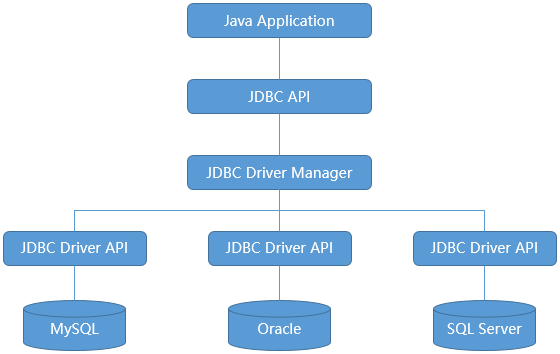 Java Application
JDBC API
JDBC Driver Manager
JDBC Driver API
JDBC Driver API
JDBC Driver API
MySQL
Oracle
SQL Server